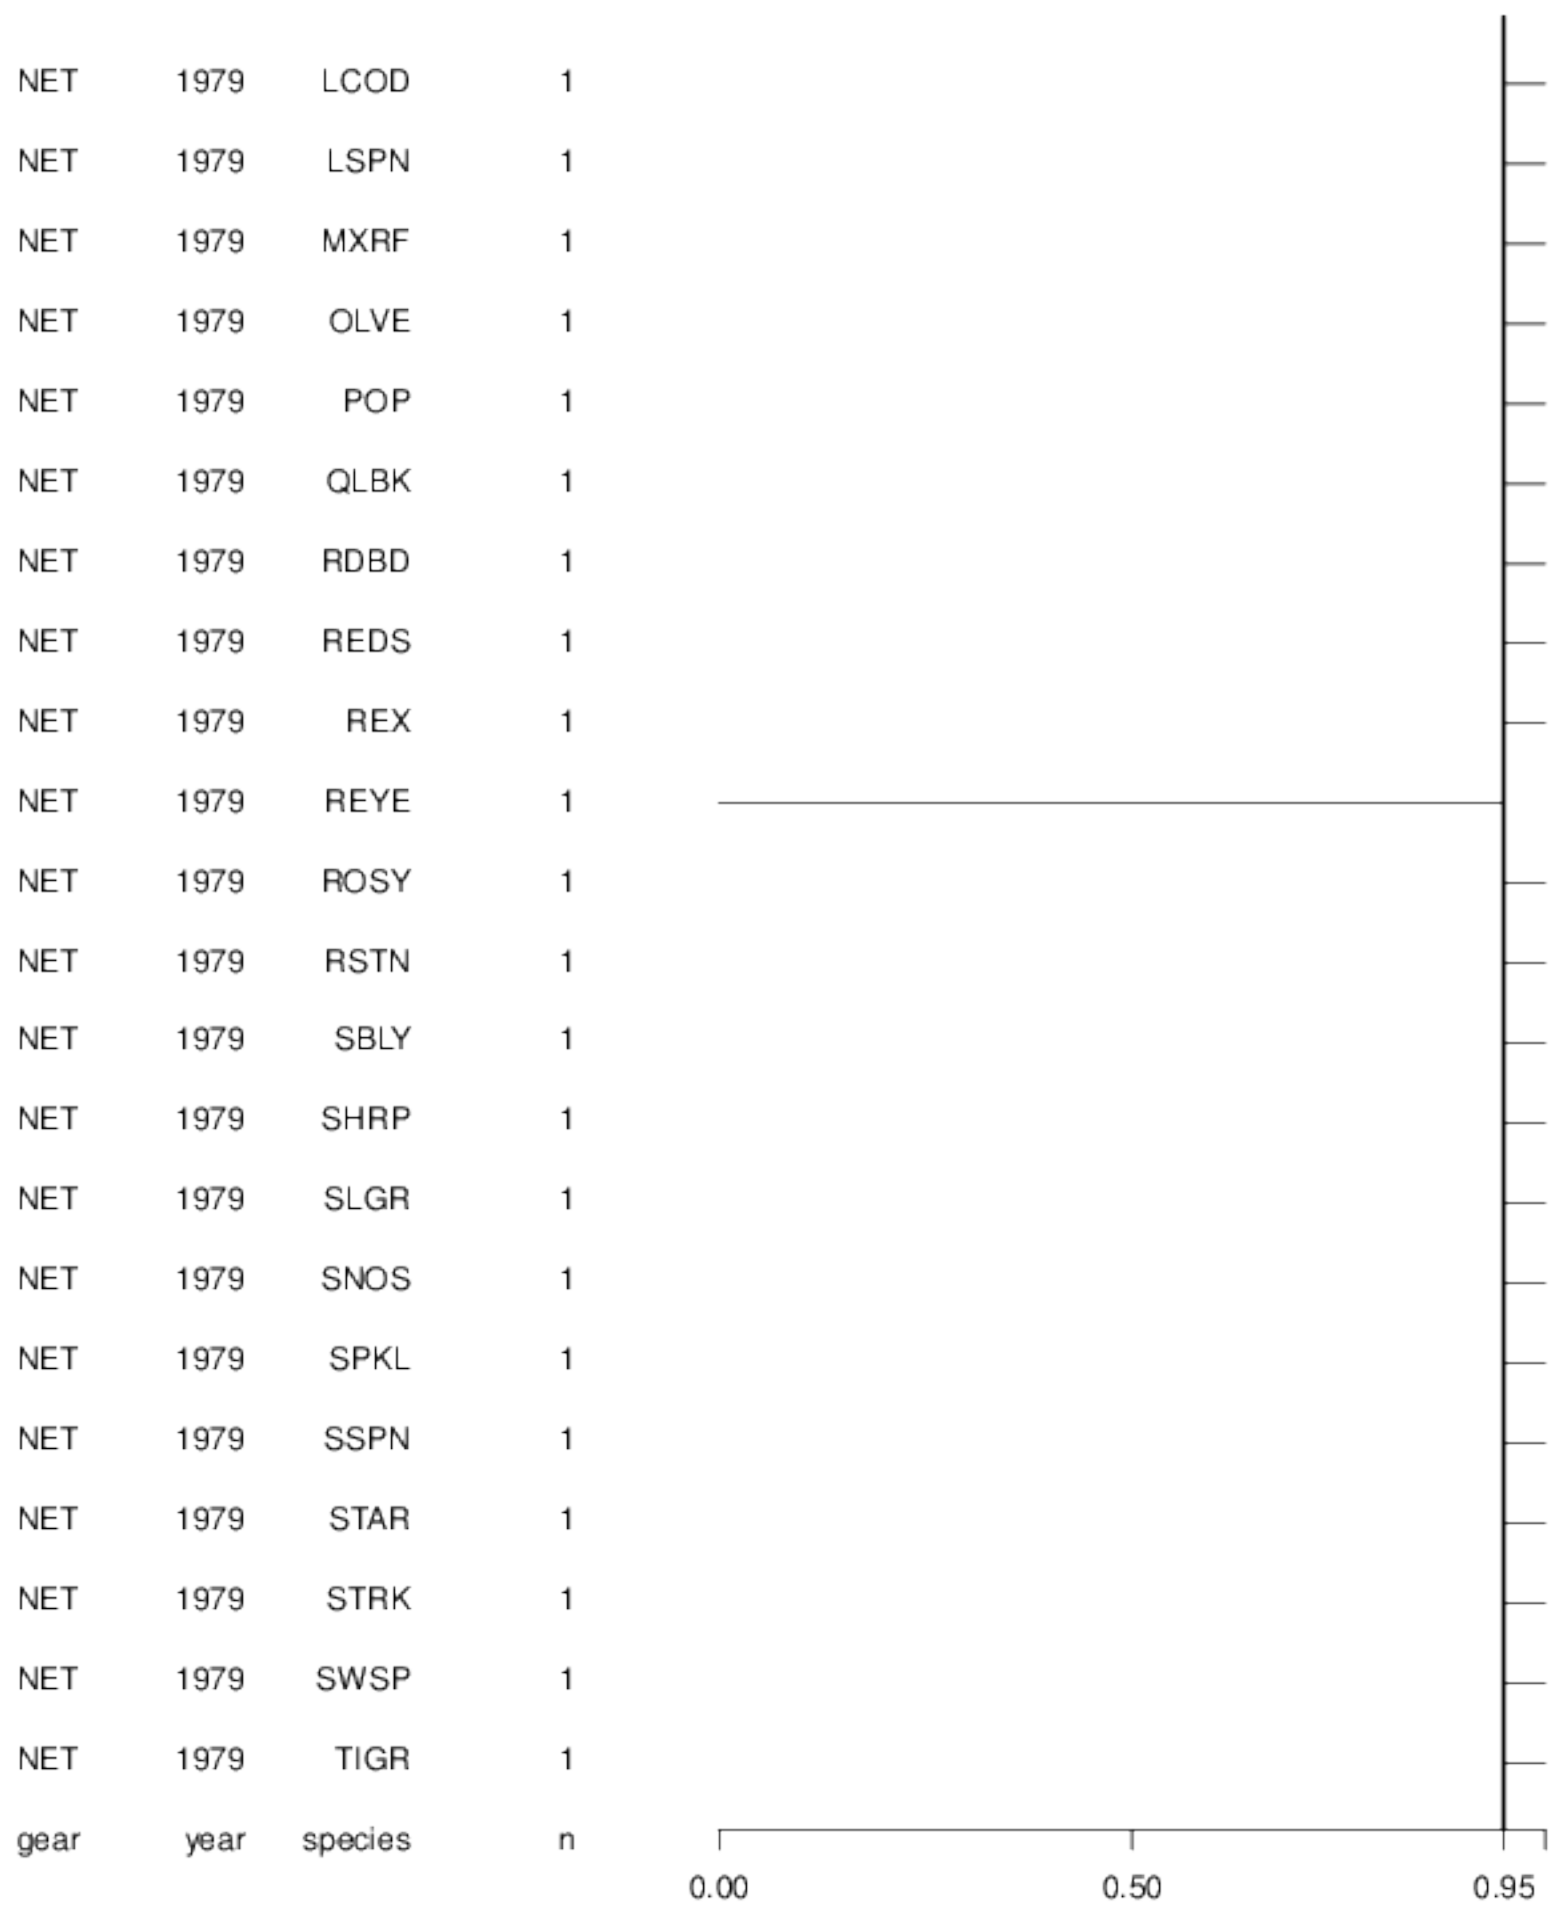 NET 1979 LCOD 1
NET 1979 LSPN 1
NET 1979 MXRF 1
NET 1979 OLVE 1
NET 1979 POP 1
NET 1979 QLBK 1
NET 1979 RDBD 1
NET 1979 REDS 1
NET 1979 REX 1
NET 1979 REYE 1
NET 1979 ROSY 1
NET 1979 RSTN 1
NET 1979 SBLY 1
NET 1979 SHRP 1
NET 1979 SLGR 1
NET 1979 SNOS 1
NET 1979 SPKL 1
NET 1979 SSPN 1
NET 1979 STAR 1
NET 1979 STRK 1
NET 1979 SWSP 1
NET 1979 TIGR 1
gear year species n
0.00 0.50 0.95